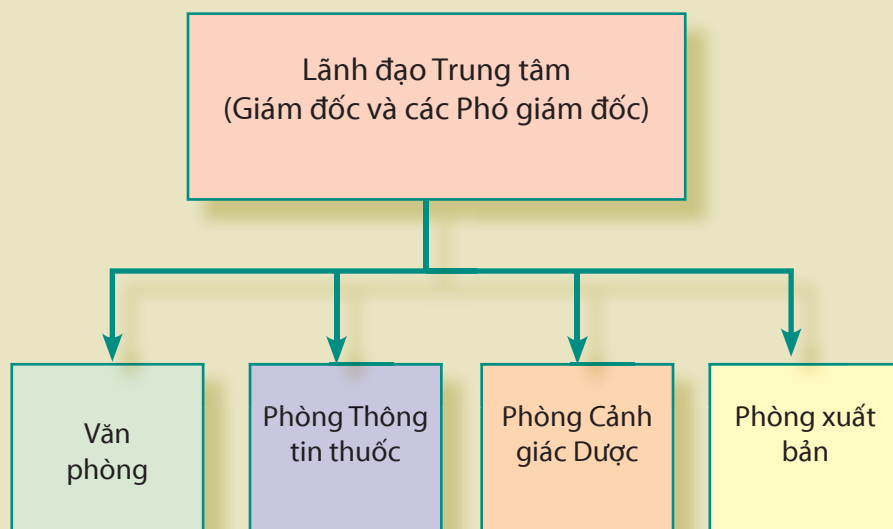 Lãnh đạo Trung tâm
(Giám đốc và các Phó giám đốc)
Văn
phòng
Phòng Thông
tin thuốc
Phòng Cảnh
giác Dược
Phòng xuất
bản